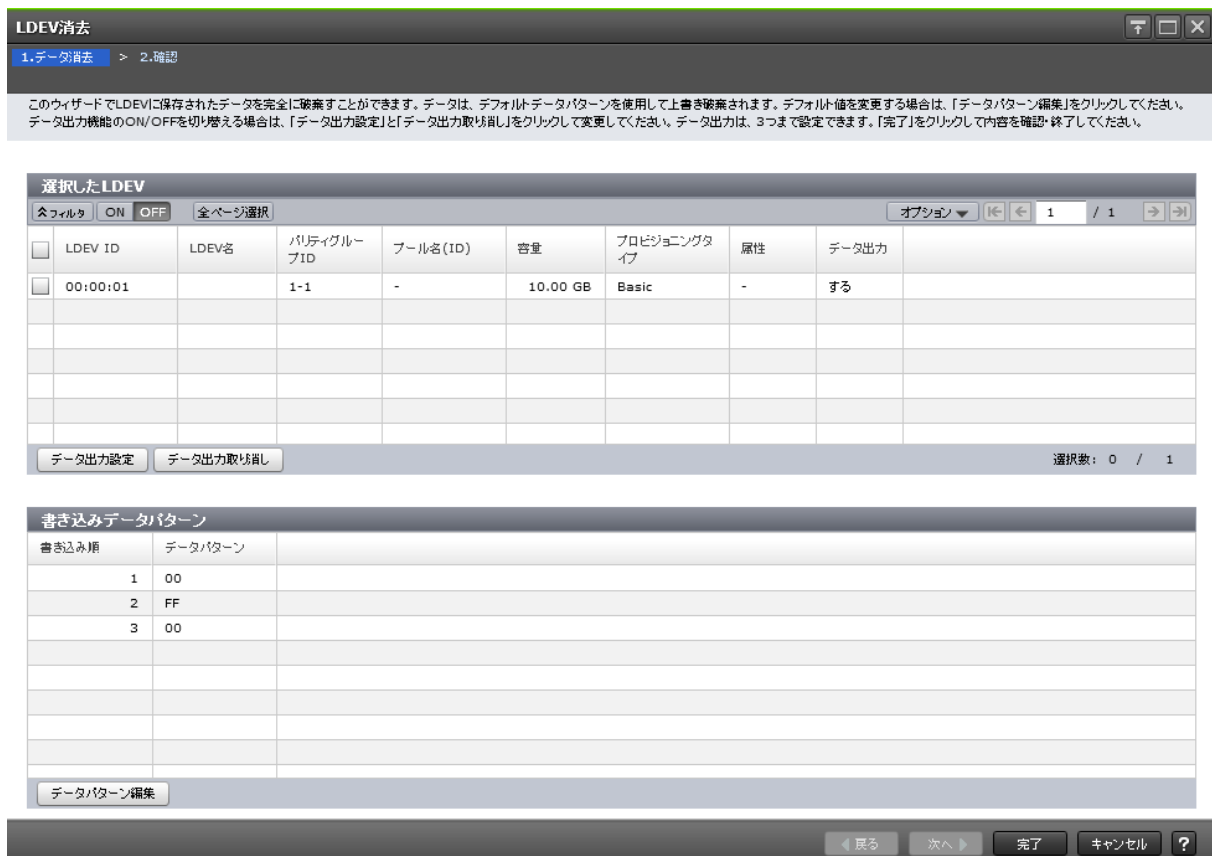 LDEV消去
1.データ消去 > 2.確認
このウィザードでLDEVに保存されたデータを完全に破棄すことができます。データは、デフォルトデータパターンを使用して上書き破棄されます。デフォルト値を変更する場合は、「データパターン編集」をクリックしてください。
データ出力機能のON/OFFを切り替える場合は、「データ出力設定」と「データ出力取り消し」をクリックして変更してください。データ出力は、3つまで設定できます。「完了」をクリックして内容を確認・終了してください。
選択したLDEV
フィルタ ON OFF 全ページ選択 オプション 1 / 1
LDEV ID LDEV名 パリティグループID プール名(ID) 容量 プロビジョニングタイプ 属性 データ出力
00:00:01 1-1 - 10.00 GB Basic - する
データ出力設定 データ出力取り消し 選択数: 0 / 1
書き込みデータパターン
書き込み順 データパターン
1 00
2 FF
3 00
データパターン編集
戻る 次へ 完了 キャンセル ?